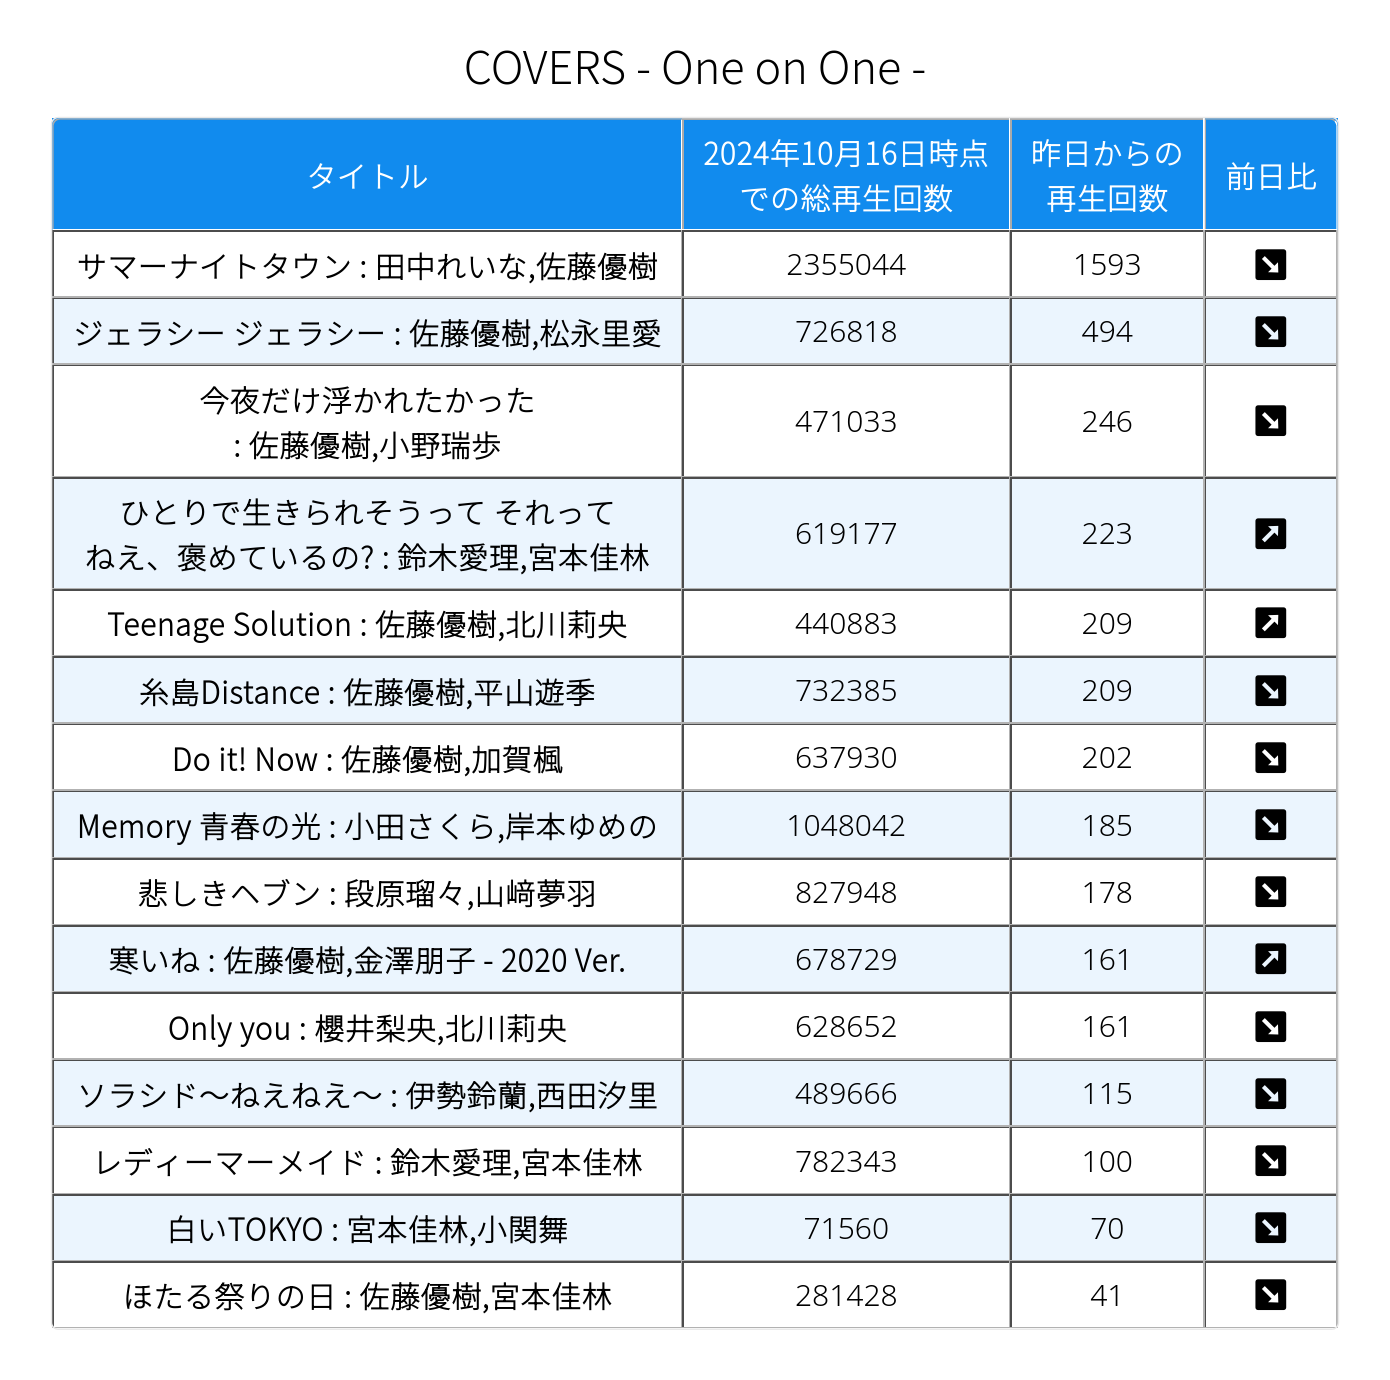 COVERS - One on One -
タイトル
2024年10月16日時点
での総再生回数
昨日からの
再生回数
前日比
サマーナイトタウン : 田中れいな,佐藤優樹 2355044 1593
ジェラシー ジェラシー : 佐藤優樹,松永里愛 726818 494
今夜だけ浮かれたかった
: 佐藤優樹,小野瑞歩 471033 246
ひとりで生きられそうって それって
ねえ、褒めているの? : 鈴木愛理,宮本佳林 619177 223
Teenage Solution : 佐藤優樹,北川莉央 440883 209
糸島Distance : 佐藤優樹,平山遊季 732385 209
Do it! Now : 佐藤優樹,加賀楓 637930 202
Memory 青春の光 : 小田さくら,岸本ゆめの 1048042 185
悲しきヘブン : 段原瑠々,山﨑夢羽 827948 178
寒いね : 佐藤優樹,金澤朋子 - 2020 Ver. 678729 161
Only you : 櫻井梨央,北川莉央 628652 161
ソラシド〜ねえねえ〜 : 伊勢鈴蘭,西田汐里 489666 115
レディーマーメイド : 鈴木愛理,宮本佳林 782343 100
白いTOKYO : 宮本佳林,小関舞 71560 70
ほたる祭りの日 : 佐藤優樹,宮本佳林 281428 41